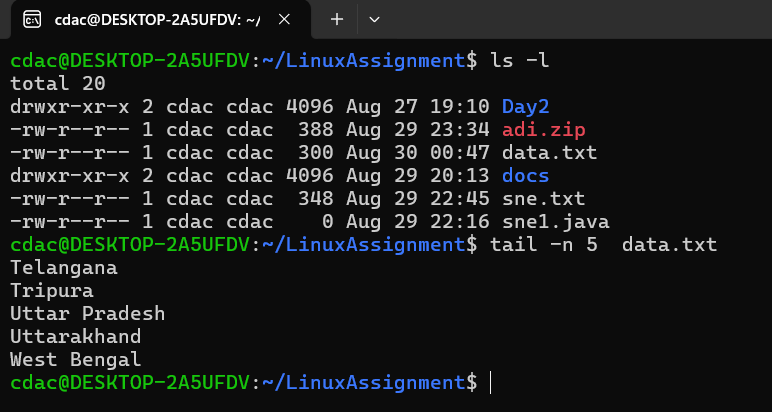 cdac@DESKTOP-2A5UFDV: ~/
cdac@DESKTOP-2A5UFDV:~/LinuxAssignment$ ls -l
total 20
drwxr-xr-x 2 cdac cdac 4096 Aug 27 19:10 Day2
-rw-r--r-- 1 cdac cdac  388 Aug 29 23:34 adi.zip
-rw-r--r-- 1 cdac cdac  300 Aug 30 00:47 data.txt
drwxr-xr-x 2 cdac cdac 4096 Aug 29 20:13 docs
-rw-r--r-- 1 cdac cdac  348 Aug 29 22:45 sne.txt
-rw-r--r-- 1 cdac cdac    0 Aug 29 22:16 sne1.java
cdac@DESKTOP-2A5UFDV:~/LinuxAssignment$ tail -n 5  data.txt
Telangana
Tripura
Uttar Pradesh
Uttarakhand
West Bengal
cdac@DESKTOP-2A5UFDV:~/LinuxAssignment$